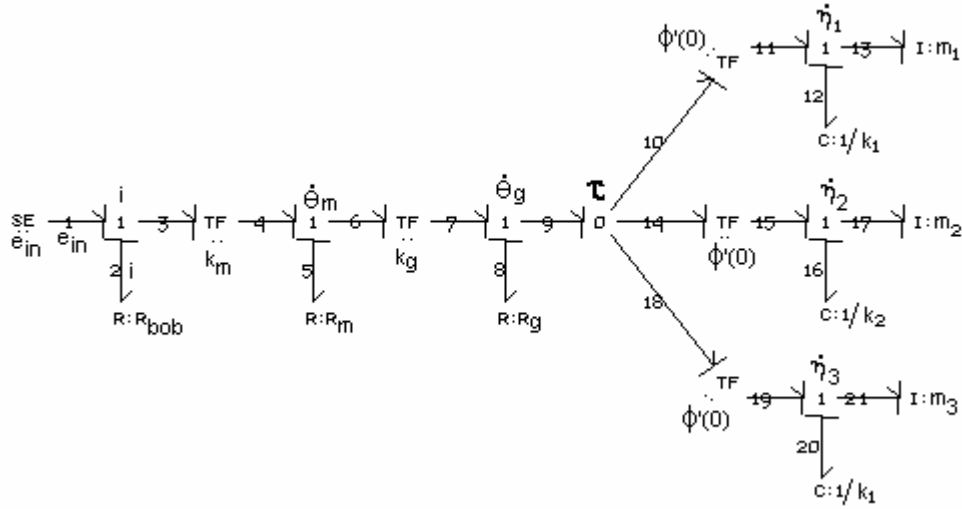 η̇1
ϕ'(0) TF 11 1 13 I:m1
12
10 C:1/k1
i θ̇m θ̇g τ η̇2
SE 1 1 3 TF 4 1 6 TF 7 1 9 0 14 TF 15 1 17 I:m2
ein ein 2 i km 5 kg 8 ϕ'(0) 16
R:Rbob R:Rm R:Rg 18 C:1/k2
η̇3
TF 19 1 21 I:m3
ϕ'(0) 20
C:1/k1